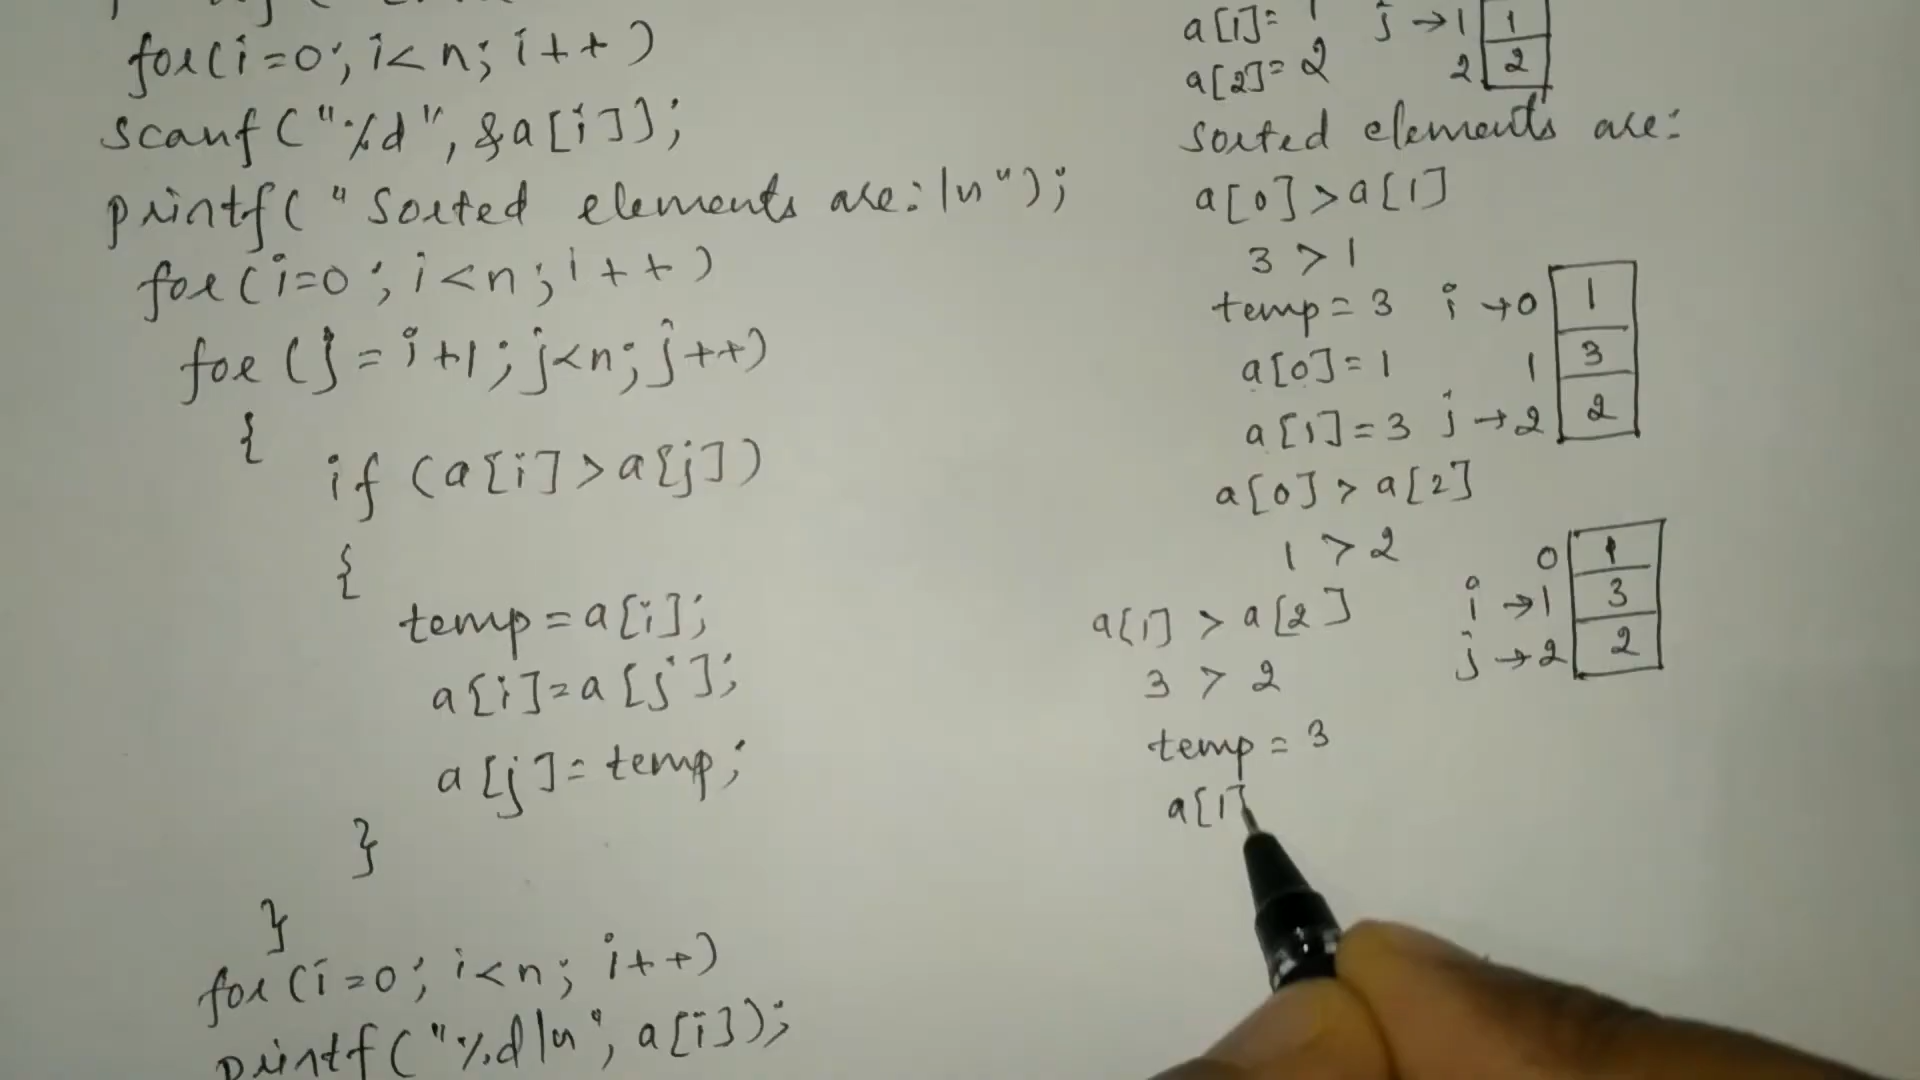 for(i=0; i<n; i++)
scanf("%d", &a[i]);
printf("Sorted elements are:\n");
for(i=0; i<n; i++)
for(j=i+1; j<n; j++)
{
if(a[i]>a[j])
{
temp=a[i];
a[i]=a[j];
a[j]=temp;
}
}
for(i=0; i<n; i++)
printf("%d\n", a[i]);
a[1]= 1 j→1 1
a[2]=2 2 2
Sorted elements are:
a[0]>a[1]
3 > 1
temp=3 i→0 1
a[0]=1 1 3
a[1]=3 j→2 2
a[0]>a[2]
1 > 2
0 1
a[1] > a[2] i→1 3
3 > 2 j→2 2
temp = 3
a[1]